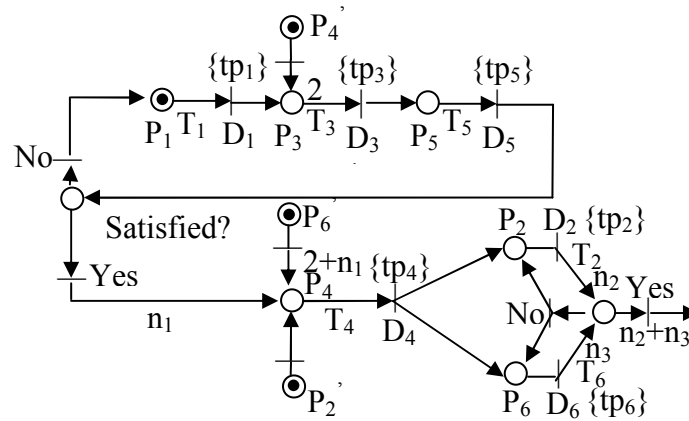 P4'
{tp1} {tp3} {tp5}
2
P1 T1 D1 P3 T3 D3 P5 T5 D5
No
Satisfied?
P6'
P2 D2 {tp2}
2+n1 {tp4}
T2
Yes
P4
n2 Yes
n1
T4 D4
No
n2+n3
n3
T6
P2'
P6 D6 {tp6}